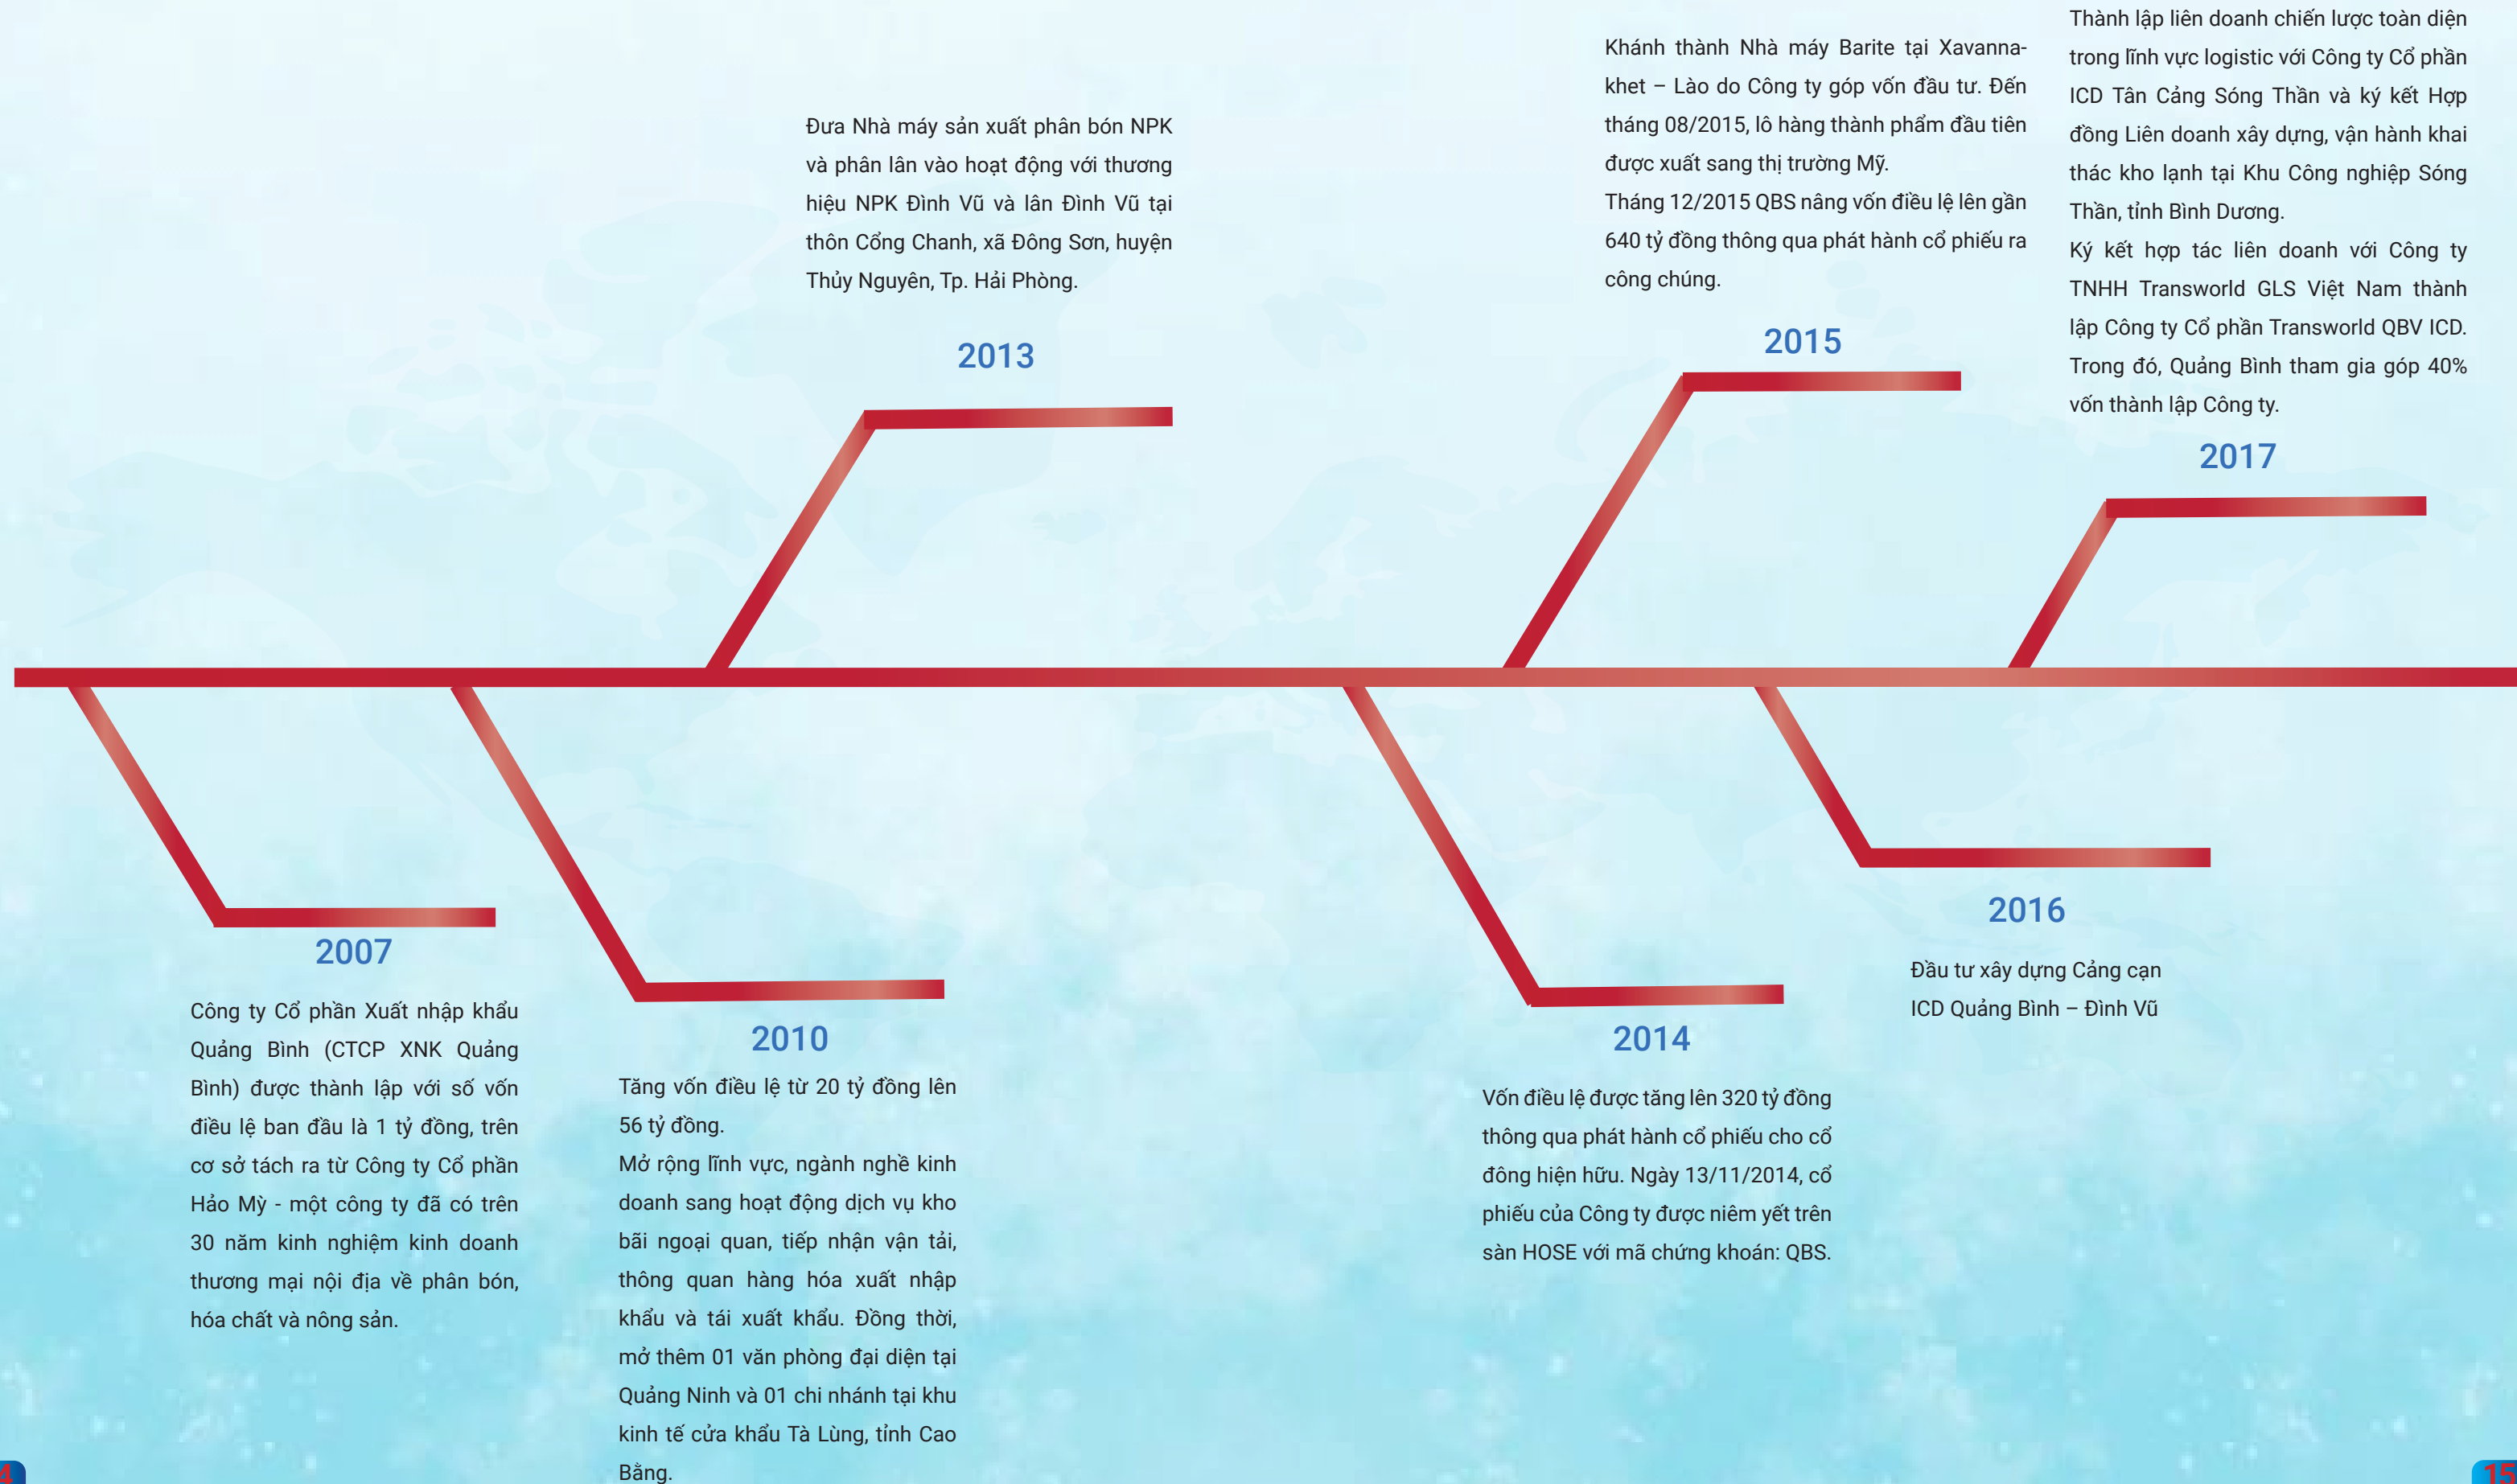 Đưa Nhà máy sản xuất phân bón NPK
và phân lân vào hoạt động với thương
hiệu NPK Đình Vũ và lân Đình Vũ tại
thôn Cổng Chanh, xã Đông Sơn, huyện
Thủy Nguyên, Tp. Hải Phòng.
2013
Khánh thành Nhà máy Barite tại Xavanna-
khet – Lào do Công ty góp vốn đầu tư. Đến
tháng 08/2015, lô hàng thành phẩm đầu tiên
được xuất sang thị trường Mỹ.
Tháng 12/2015 QBS nâng vốn điều lệ lên gần
640 tỷ đồng thông qua phát hành cổ phiếu ra
công chúng.
2015
Thành lập liên doanh chiến lược toàn diện
trong lĩnh vực logistic với Công ty Cổ phần
ICD Tân Cảng Sóng Thần và ký kết Hợp
đồng Liên doanh xây dựng, vận hành khai
thác kho lạnh tại Khu Công nghiệp Sóng
Thần, tỉnh Bình Dương.
Ký kết hợp tác liên doanh với Công ty
TNHH Transworld GLS Việt Nam thành
lập Công ty Cổ phần Transworld QBV ICD.
Trong đó, Quảng Bình tham gia góp 40%
vốn thành lập Công ty.
2017
2007
Công ty Cổ phần Xuất nhập khẩu
Quảng Bình (CTCP XNK Quảng
Bình) được thành lập với số vốn
điều lệ ban đầu là 1 tỷ đồng, trên
cơ sở tách ra từ Công ty Cổ phần
Hảo Mỳ - một công ty đã có trên
30 năm kinh nghiệm kinh doanh
thương mại nội địa về phân bón,
hóa chất và nông sản.
2010
Tăng vốn điều lệ từ 20 tỷ đồng lên
56 tỷ đồng.
Mở rộng lĩnh vực, ngành nghề kinh
doanh sang hoạt động dịch vụ kho
bãi ngoại quan, tiếp nhận vận tải,
thông quan hàng hóa xuất nhập
khẩu và tái xuất khẩu. Đồng thời,
mở thêm 01 văn phòng đại diện tại
Quảng Ninh và 01 chi nhánh tại khu
kinh tế cửa khẩu Tà Lùng, tỉnh Cao
Bằng.
2014
Vốn điều lệ được tăng lên 320 tỷ đồng
thông qua phát hành cổ phiếu cho cổ
đông hiện hữu. Ngày 13/11/2014, cổ
phiếu của Công ty được niêm yết trên
sàn HOSE với mã chứng khoán: QBS.
2016
Đầu tư xây dựng Cảng cạn
ICD Quảng Bình – Đình Vũ
4
15